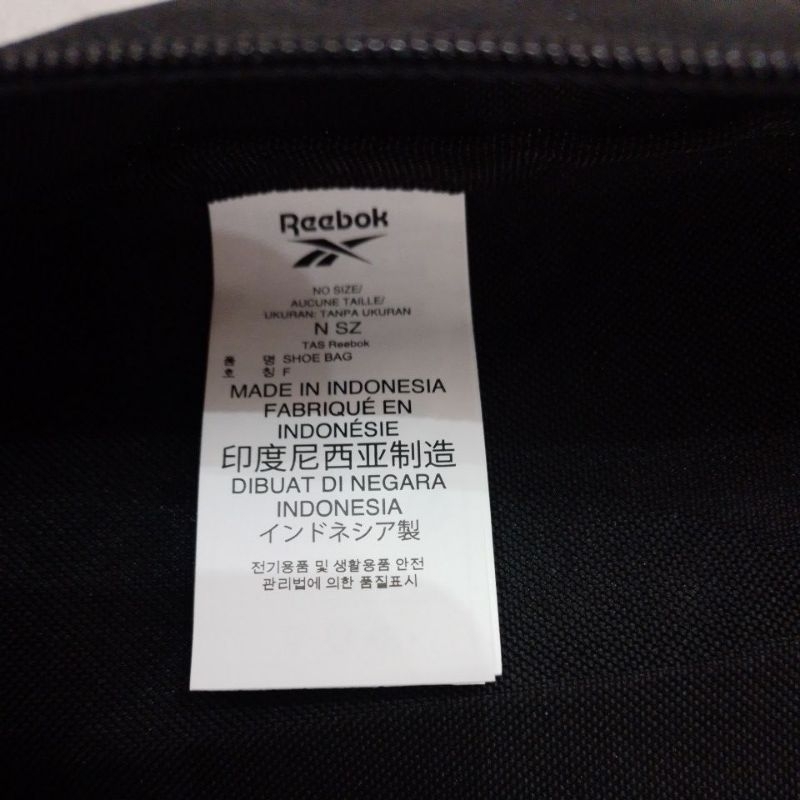 Reebok
NO SIZE/
AUCUNE TAILLE/
UKURAN: TANPA UKURAN
N SZ
TAS Reebok
품 명 SHOE BAG
호 칭 F
MADE IN INDONESIA
FABRIQUÉ EN
INDONÉSIE
印度尼西亚制造
DIBUAT DI NEGARA
INDONESIA
インドネシア製
전기용품 및 생활용품 안전
관리법에 의한 품질표시